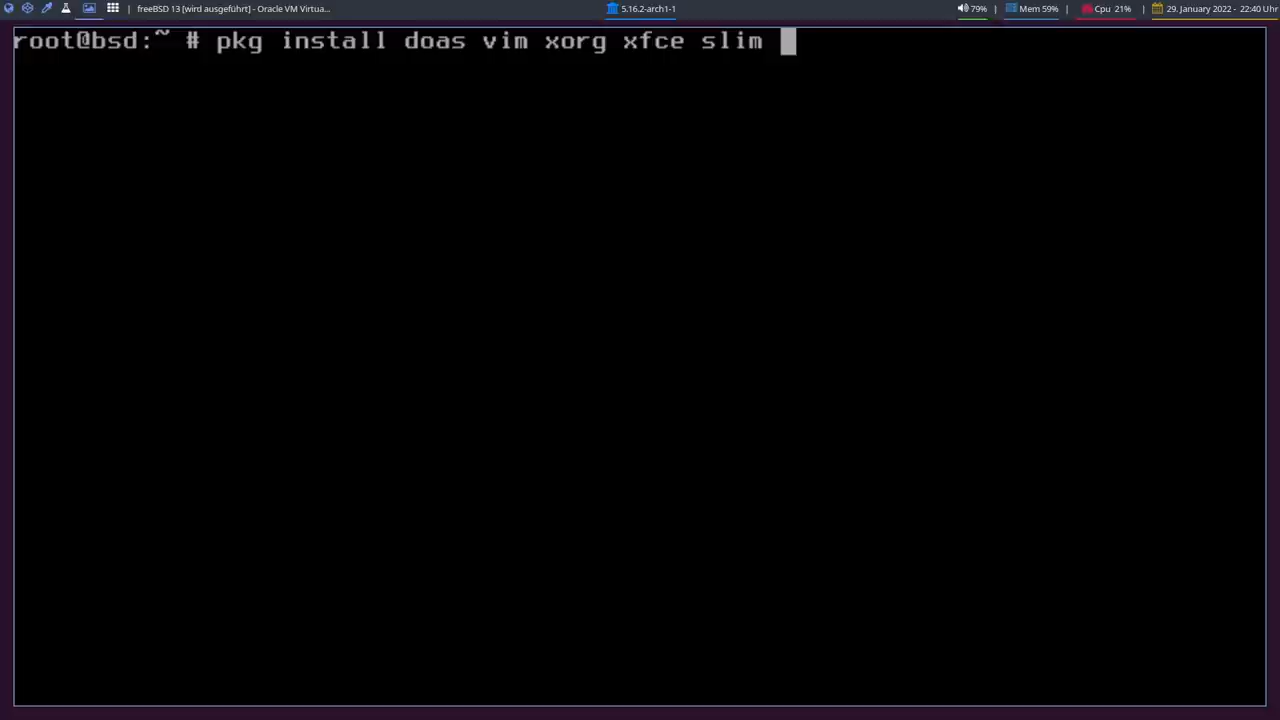 freeBSD 13 [wird ausgeführt] - Oracle VM Virtua... 5.16.2-arch1-1 79% | Mem 59% | Cpu 21% | 29. January 2022 - 22:40 Uhr
root@bsd:~ # pkg install doas vim xorg xfce slim